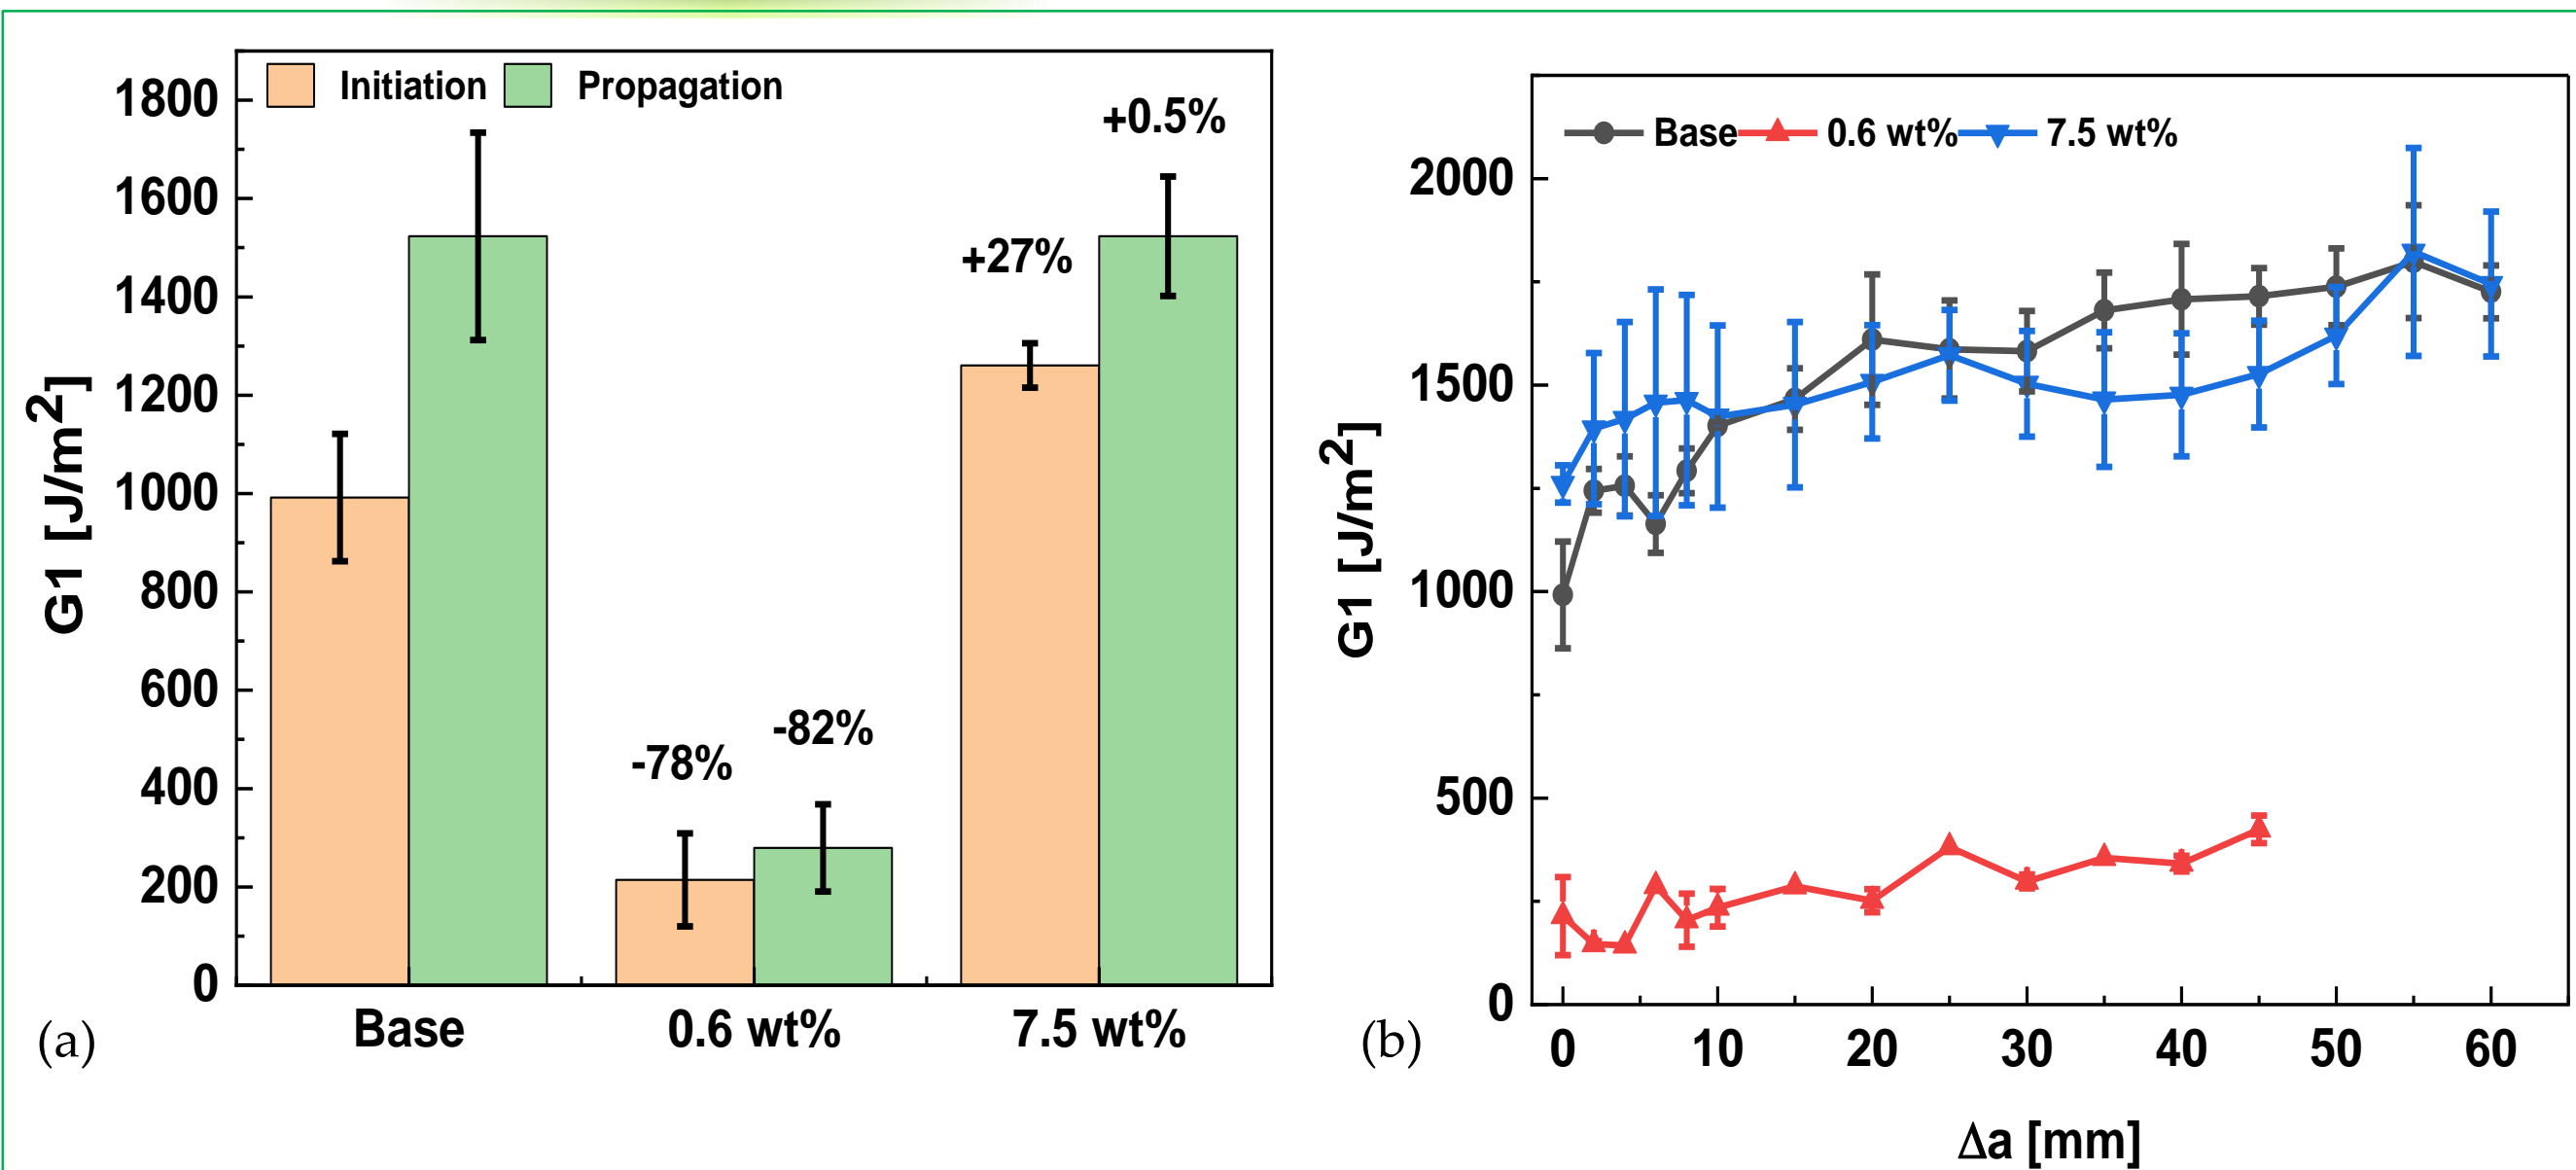 Initiation Propagation
1800
1600
1400
1200
1000
800
600
400
200
0
G1 [J/m²]
+0.5%
+27%
-82%
-78%
Base 0.6 wt% 7.5 wt%
(a)
Base 0.6 wt% 7.5 wt%
2000
1500
1000
500
0
G1 [J/m²]
0 10 20 30 40 50 60
(b)
Δa [mm]